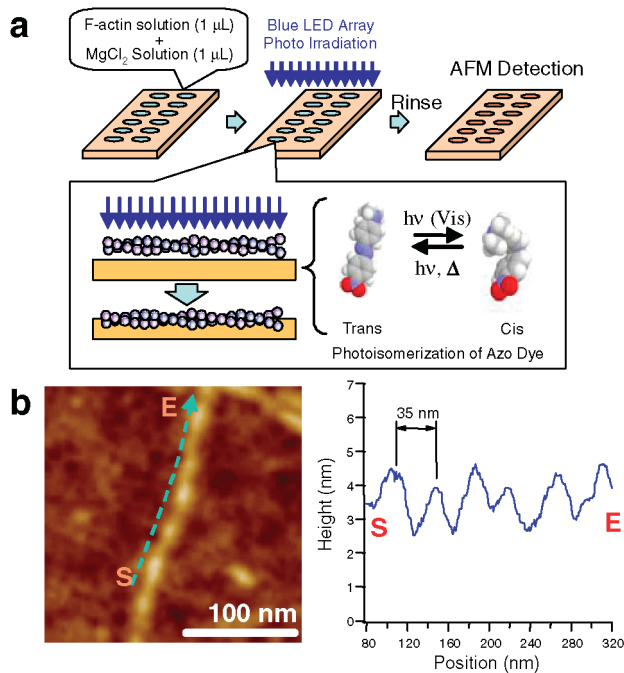 a
F-actin solution (1 µL)
+
MgCl2 Solution (1 µL)
Blue LED Array
Photo Irradiation
Rinse
AFM Detection
hν (Vis)
hν, Δ
Trans
Cis
Photoisomerization of Azo Dye
b
E
S
100 nm
Height (nm)
7
6
5
4
3
2
1
0
35 nm
S
E
80 120 160 200 240 280 320
Position (nm)